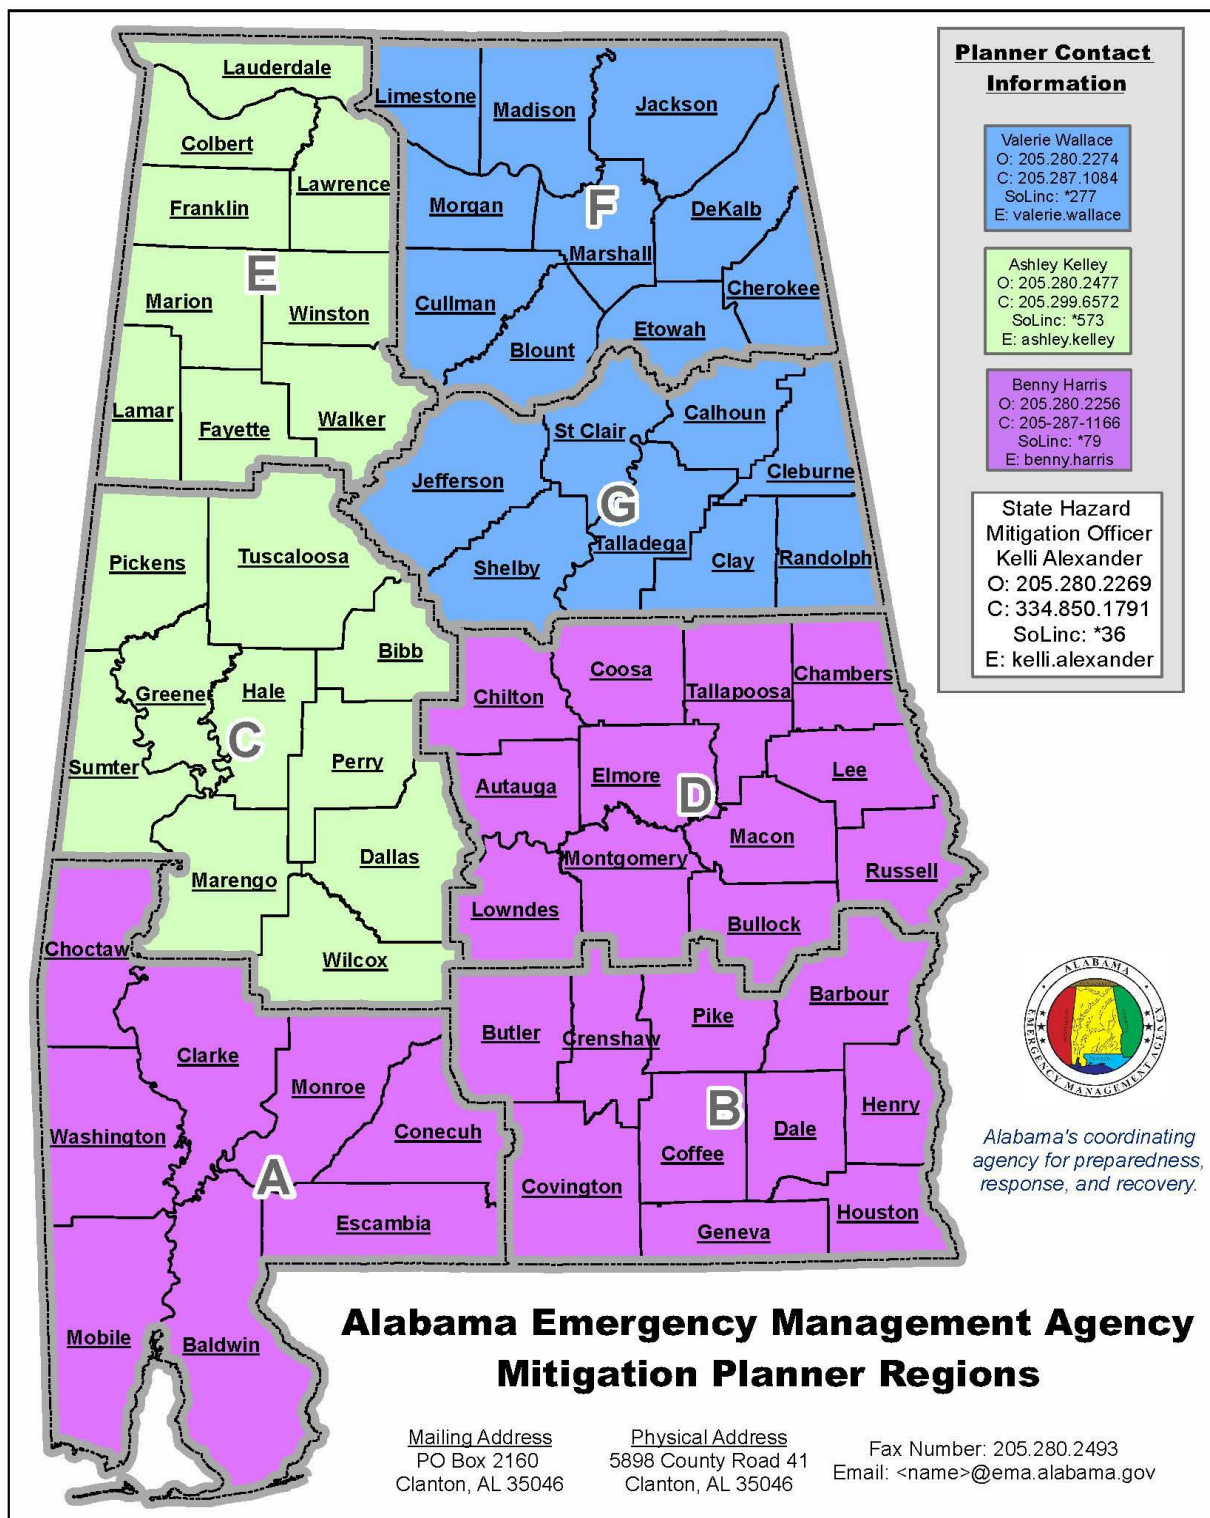 Planner Contact
Information
Valerie Wallace
O: 205.280.2274
C: 205.287.1084
SoLinc: *277
E: valerie.wallace
Ashley Kelley
O: 205.280.2477
C: 205.299.6572
SoLinc: *573
E: ashley.kelley
Benny Harris
O: 205.280.2256
C: 205-287-1166
SoLinc: *79
E: benny.harris
State Hazard
Mitigation Officer
Kelli Alexander
O: 205.280.2269
C: 334.850.1791
SoLinc: *36
E: kelli.alexander
Lauderdale
Limestone
Madison
Jackson
Colbert
Lawrence
Franklin
Morgan
F
DeKalb
Marshall
E
Marion
Winston
Cullman
Cherokee
Etowah
Blount
Lamar
Fayette
Walker
St Clair
Calhoun
Jefferson
Cleburne
G
Talladega
Pickens
Tuscaloosa
Shelby
Clay
Randolph
Bibb
Greene
Hale
Chilton
Coosa
Tallapoosa
Chambers
C
Sumter
Perry
Autauga
Elmore
D
Lee
Macon
Dallas
Marengo
Montgomery
Russell
Lowndes
Bullock
Choctaw
Wilcox
Barbour
Butler
Crenshaw
Pike
Clarke
Monroe
Washington
Conecuh
B
Henry
Coffee
Dale
A
Covington
Escambia
Geneva
Houston
Mobile
Baldwin
ALABAMA
EMERGENCY MANAGEMENT AGENCY
Alabama's coordinating
agency for preparedness,
response, and recovery.
Alabama Emergency Management Agency
Mitigation Planner Regions
Mailing Address
PO Box 2160
Clanton, AL 35046
Physical Address
5898 County Road 41
Clanton, AL 35046
Fax Number: 205.280.2493
Email: <name>@ema.alabama.gov